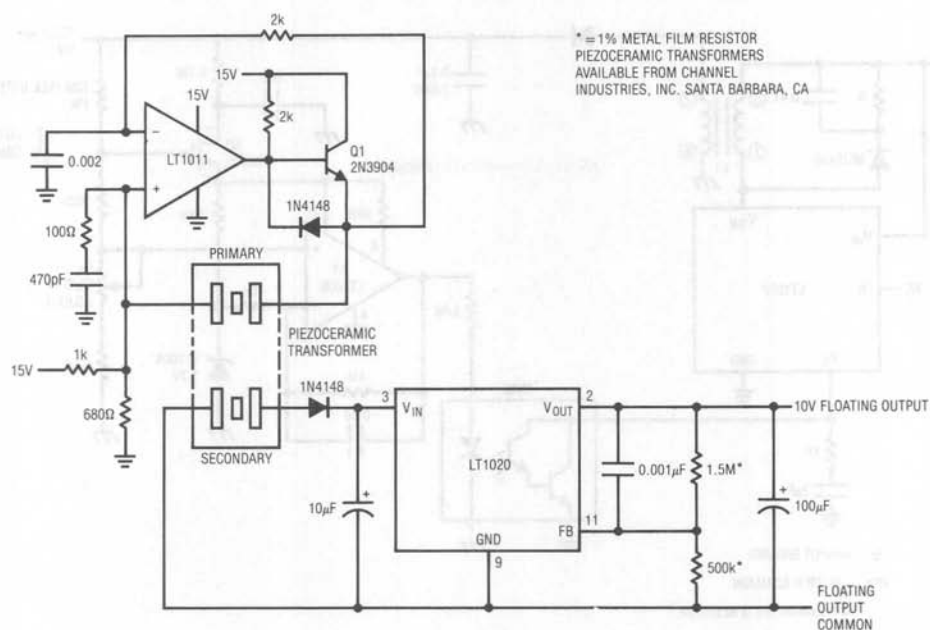 2k
* = 1% METAL FILM RESISTOR
PIEZOCERAMIC TRANSFORMERS
AVAILABLE FROM CHANNEL
INDUSTRIES, INC. SANTA BARBARA, CA
15V
15V
2k
−
LT1011
+
Q1
2N3904
0.002
1N4148
100Ω
470pF
PRIMARY
PIEZOCERAMIC
TRANSFORMER
15V
1k
680Ω
SECONDARY
1N4148
3
VIN
VOUT
2
10V FLOATING OUTPUT
LT1020
0.001μF
1.5M*
+
10μF
+
100μF
FB
11
GND
9
500k*
FLOATING
OUTPUT
COMMON